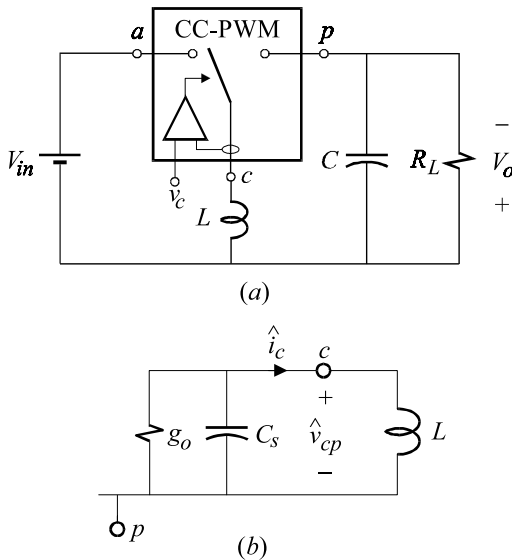 a CC-PWM p
V_in
v_c
c
L
C
R_L
−
V_o
+
(a)
î_c
c
+
g_o
C_s
v̂_cp
−
L
p
(b)